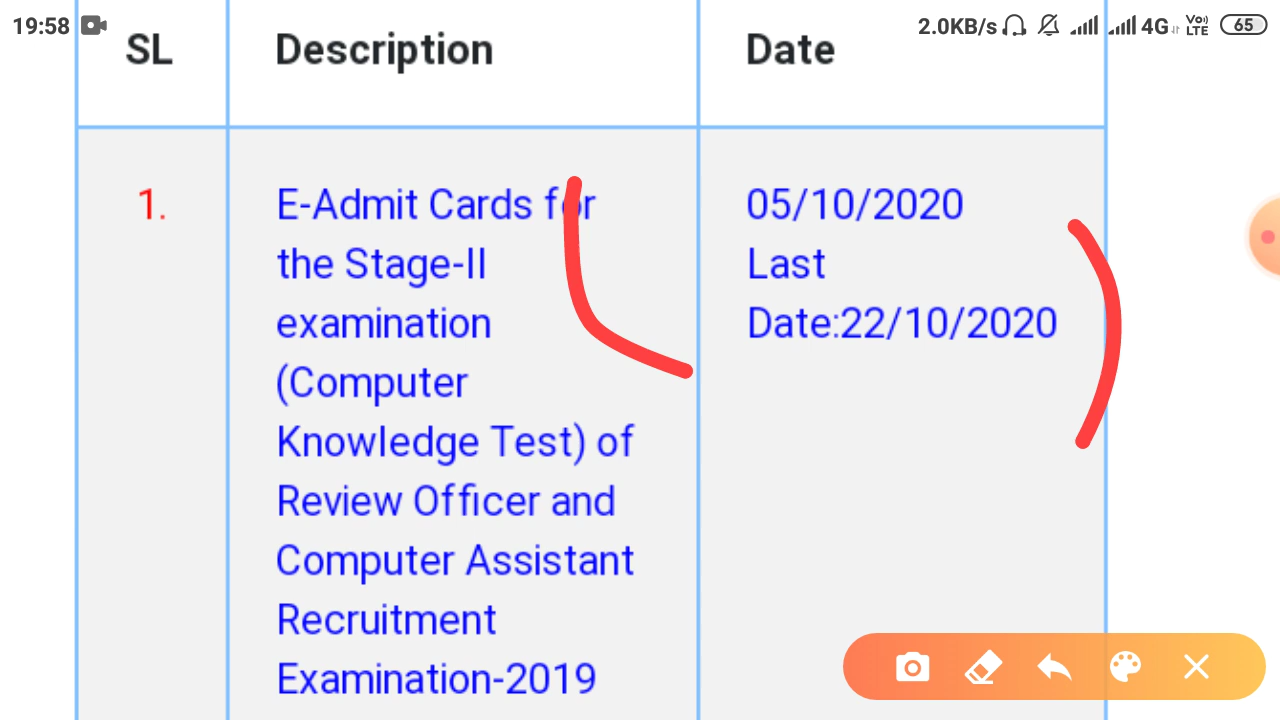 19:58 2.0KB/s 4G Vo) LTE 65
SL Description Date
1. E-Admit Cards for 05/10/2020
the Stage-II Last
examination Date:22/10/2020
(Computer
Knowledge Test) of
Review Officer and
Computer Assistant
Recruitment
Examination-2019